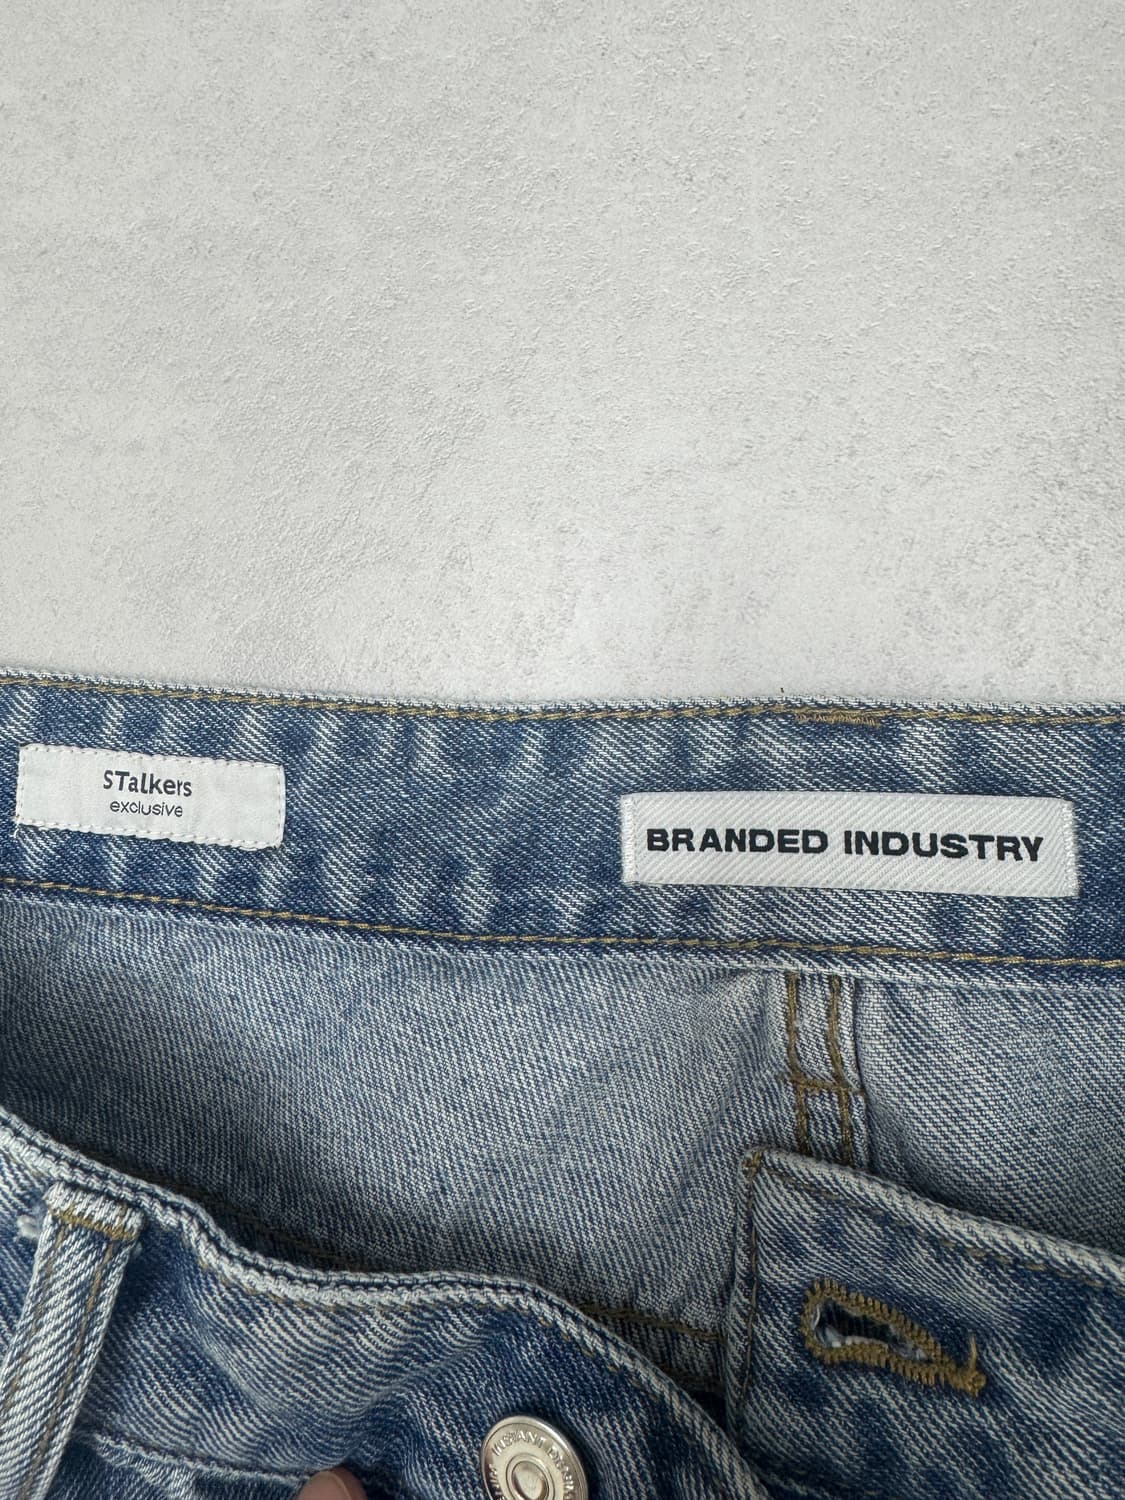 STalkers
exclusive
BRANDED INDUSTRY